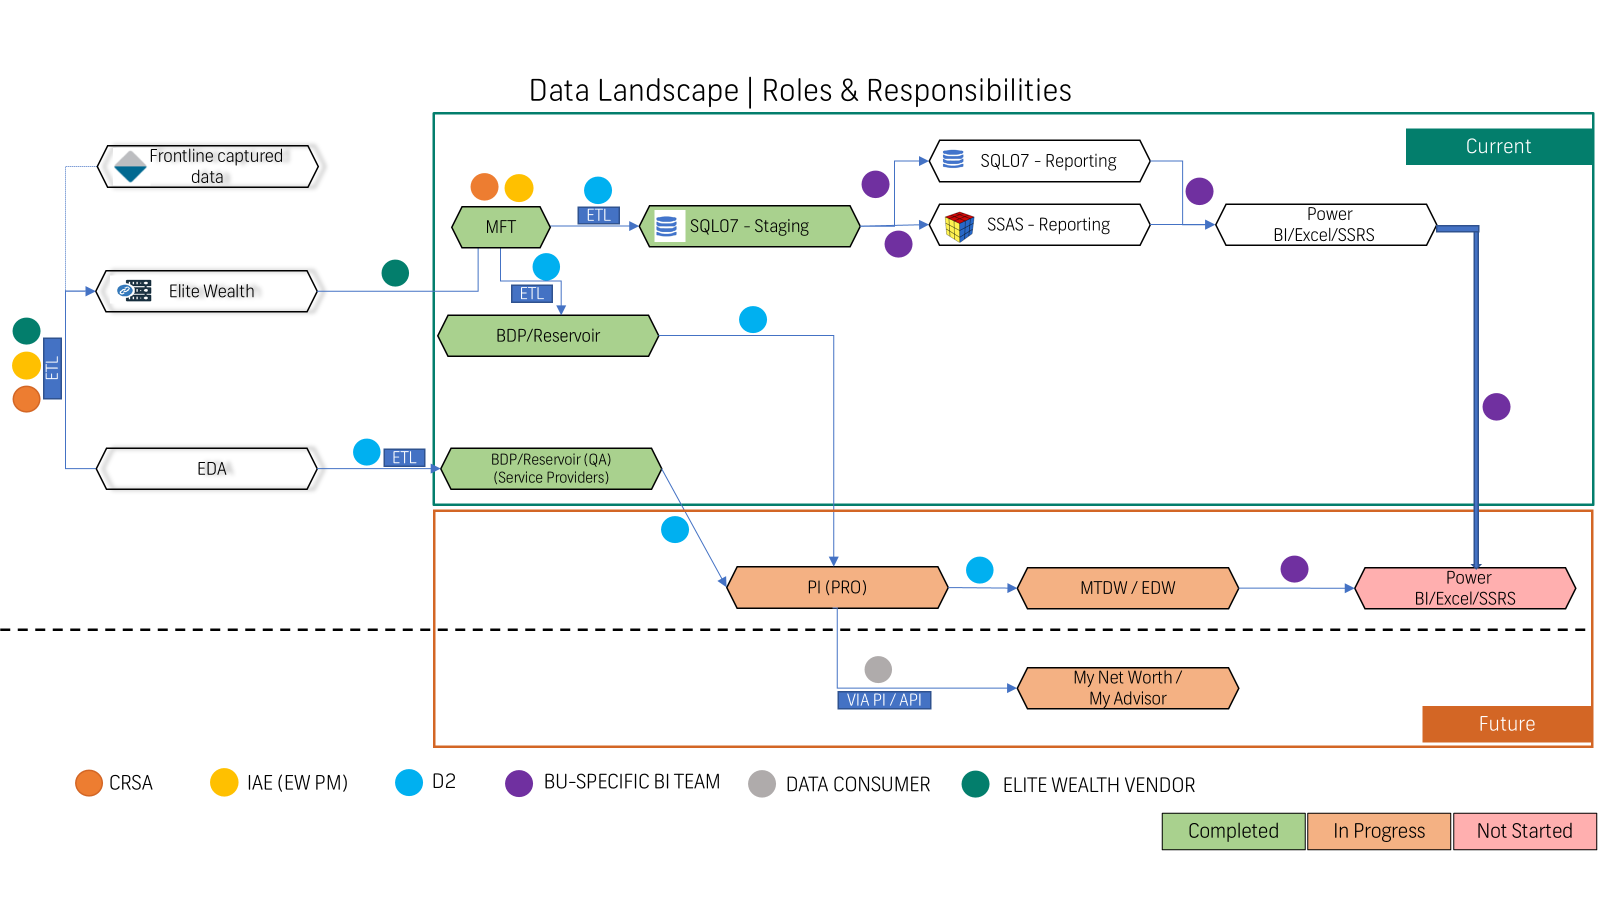 Data Landscape | Roles & Responsibilities
Current
Frontline captured
data
SQL07 - Reporting
MFT
ETL
SQL07 - Staging
SSAS - Reporting
Power
BI/Excel/SSRS
Elite Wealth
ETL
BDP/Reservoir
ETL
EDA
ETL
BDP/Reservoir (QA)
(Service Providers)
PI (PRO)
MTDW / EDW
Power
BI/Excel/SSRS
My Net Worth /
My Advisor
VIA PI / API
Future
CRSA
IAE (EW PM)
D2
BU-SPECIFIC BI TEAM
DATA CONSUMER
ELITE WEALTH VENDOR
Completed
In Progress
Not Started